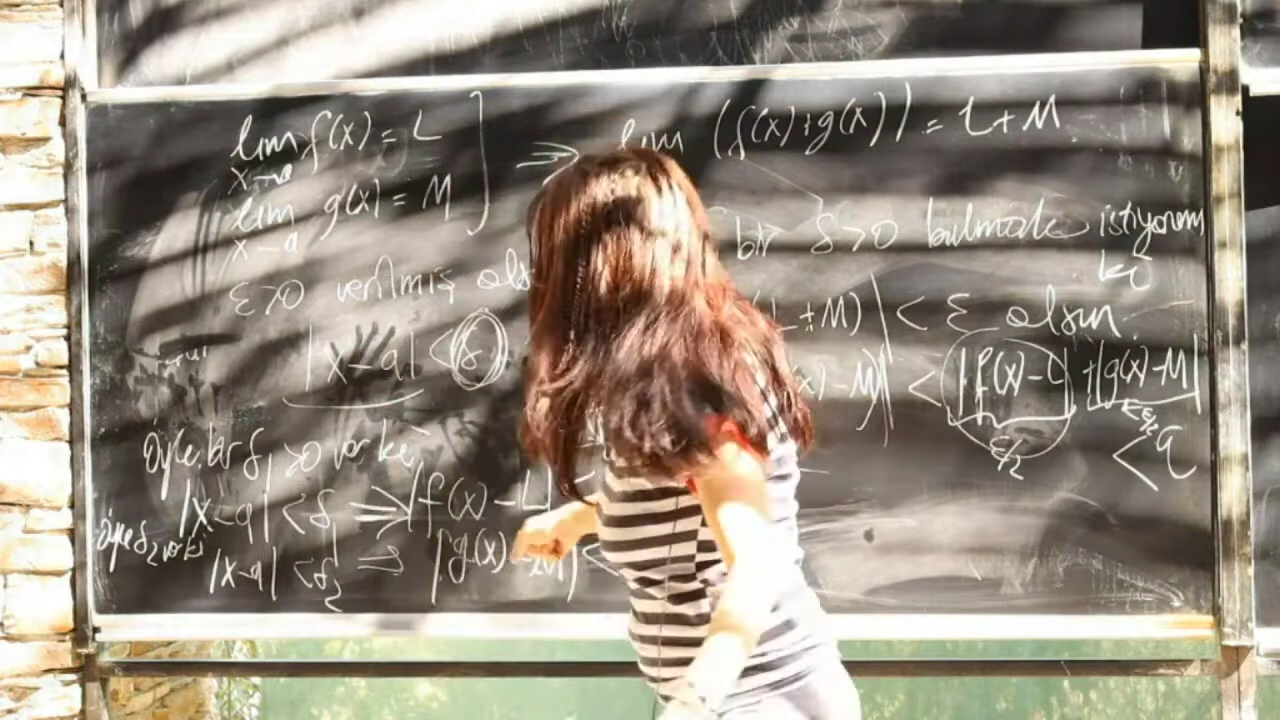 lim f(x) = L
x→a
lim g(x) = M
x→a
⇒ lim (f(x)+g(x)) = L+M
ε>0 verilmiş ols
bir δ>0 bulmak istiyorum
ki
|x-a| < δ
L+M)| < ε olsun
(x)-M)| < |f(x)-L| + |g(x)-M|
ε/2
< ε/2
< ε
öyle bir δ₁>0 var ki
|x-a| < δ₁ ⇒ |f(x)-L|
öyle δ₂ var ki
|x-a| < δ₂ ⇒ |g(x)-M| <